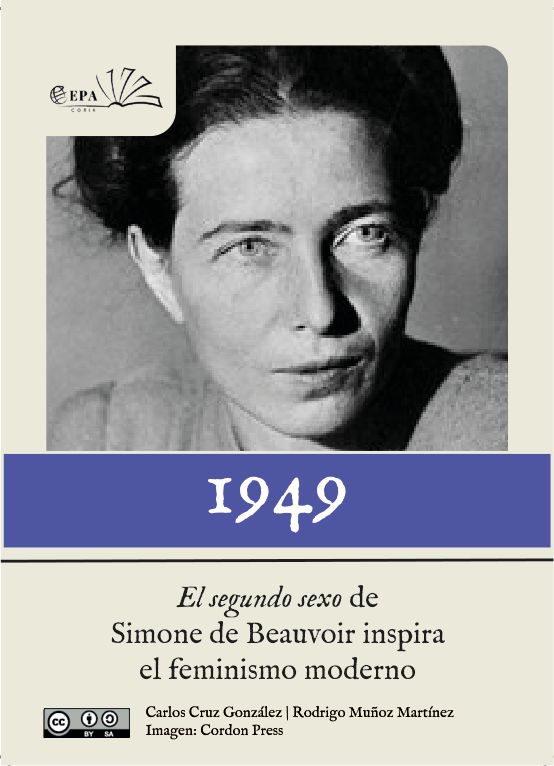 EPA
CORIA
1949
El segundo sexo de
Simone de Beauvoir inspira
el feminismo moderno
cc
BY SA
Carlos Cruz González | Rodrigo Muñoz Martínez
Imagen: Cordon Press